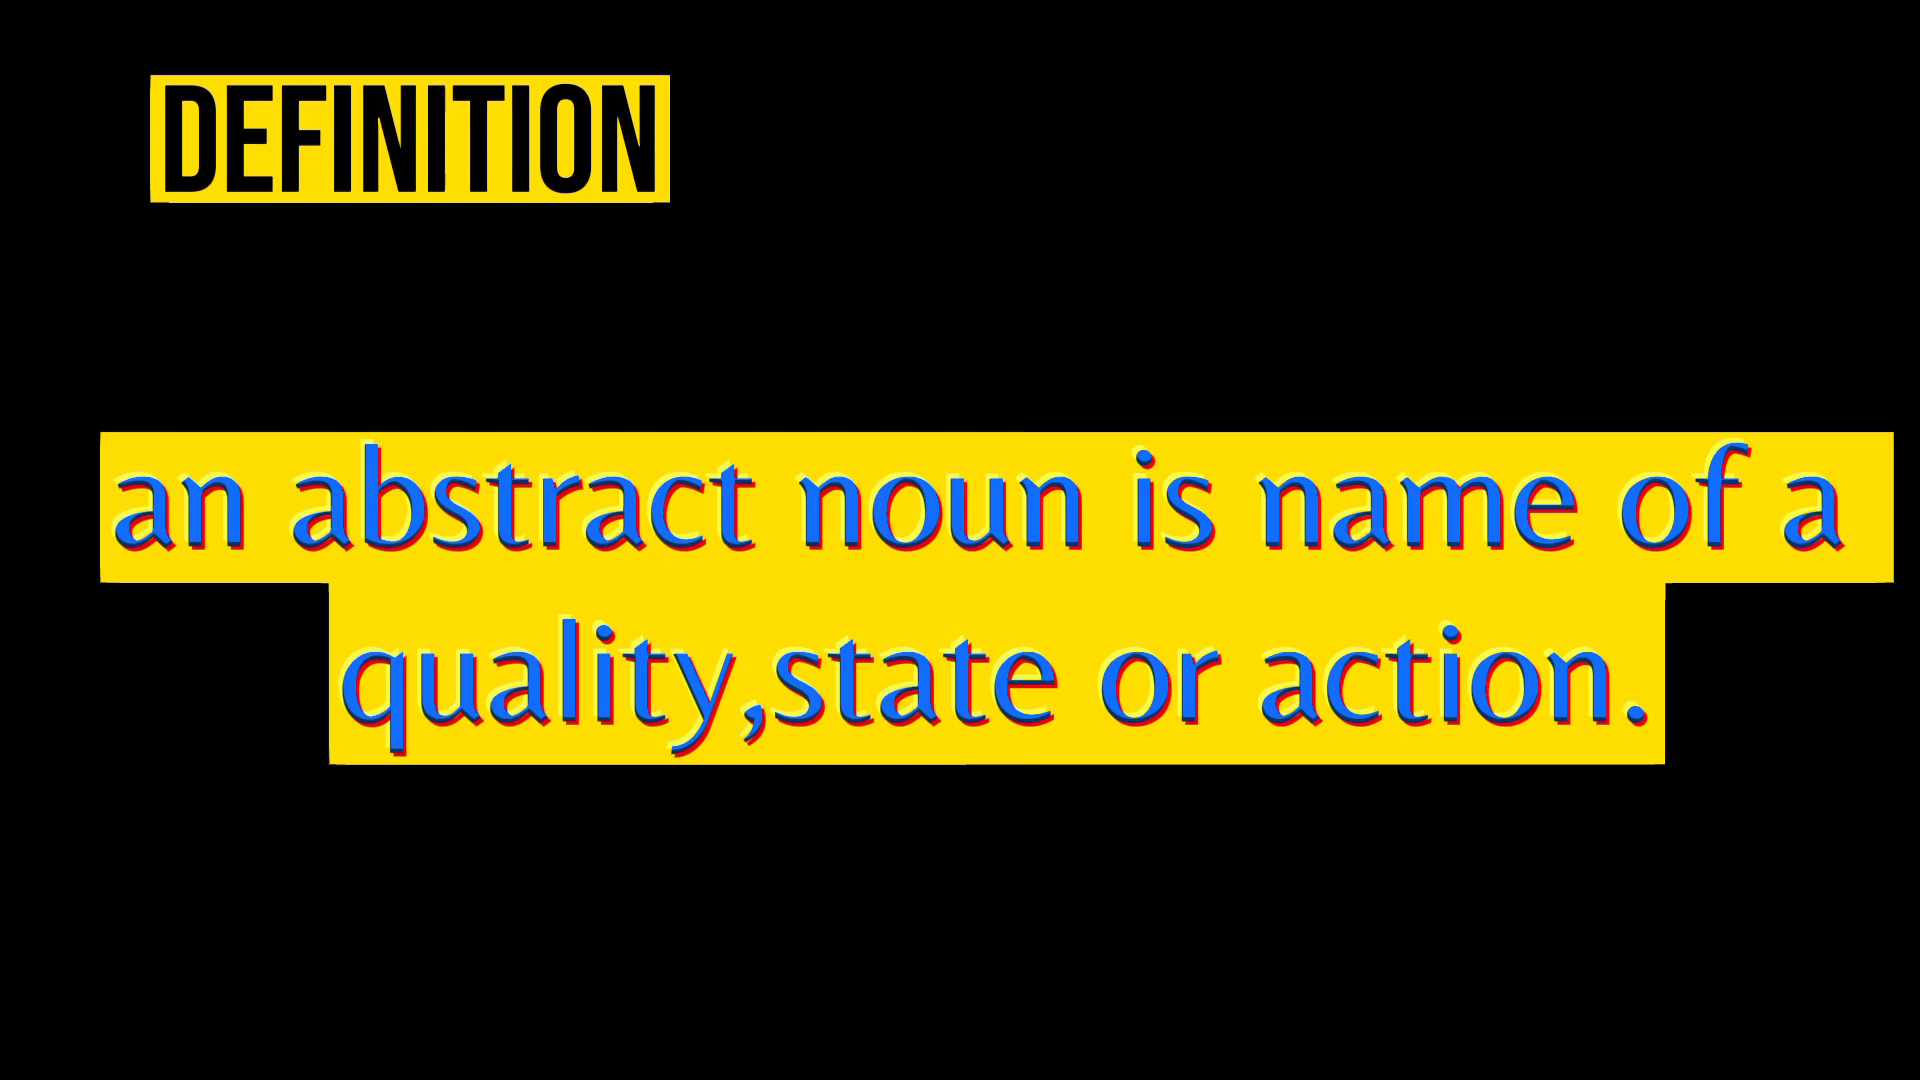 DEFINITION
an abstract noun is name of a
quality,state or action.